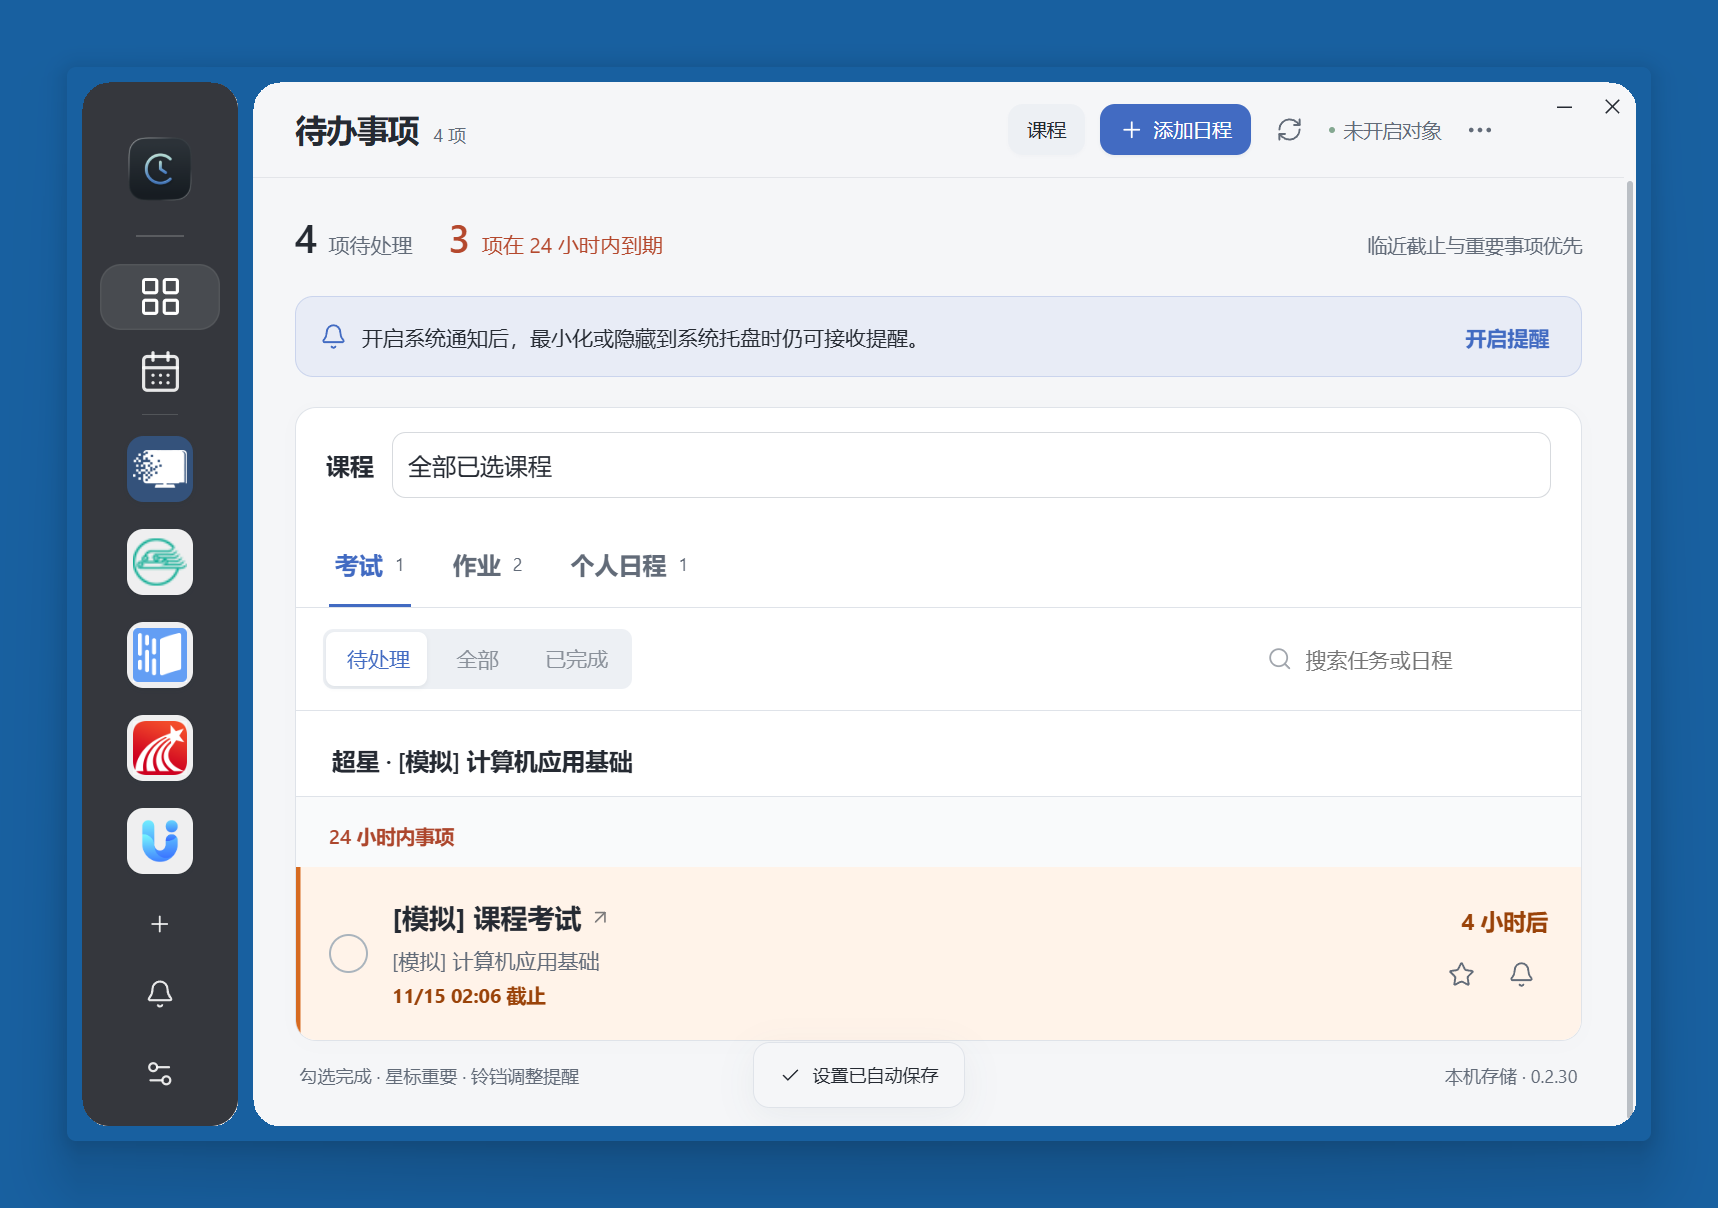 待办事项 4 项
课程
添加日程
未开启对象
4 项待处理 3 项在 24 小时内到期
临近截止与重要事项优先
开启系统通知后，最小化或隐藏到系统托盘时仍可接收提醒。
开启提醒
课程 全部已选课程
考试 1 作业 2 个人日程 1
待处理 全部 已完成
搜索任务或日程
超星 · [模拟] 计算机应用基础
24 小时内事项
[模拟] 课程考试
4 小时后
[模拟] 计算机应用基础
11/15 02:06 截止
勾选完成 · 星标重要 · 铃铛调整提醒
设置已自动保存
本机存储 · 0.2.30